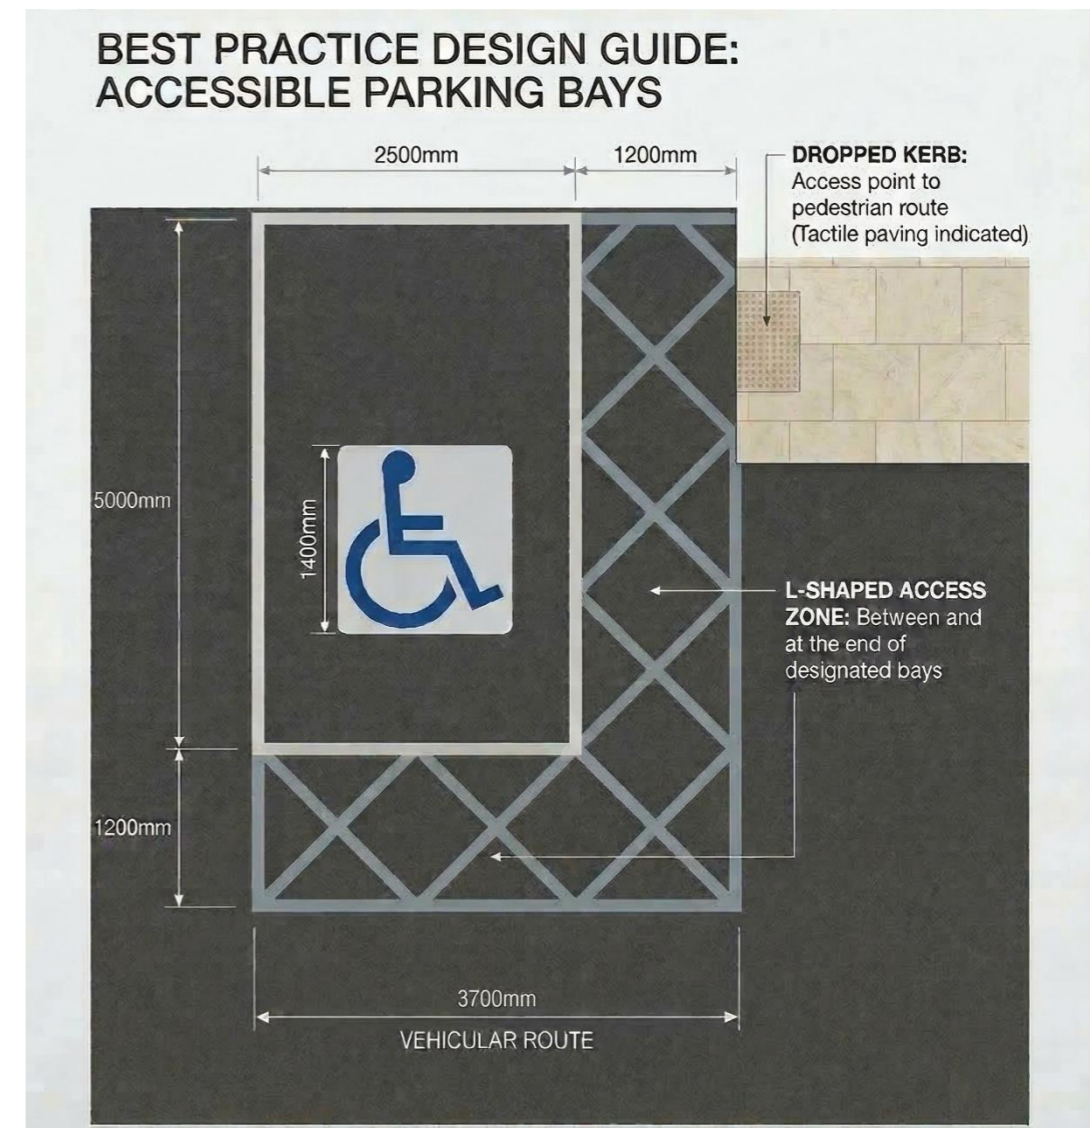 BEST PRACTICE DESIGN GUIDE:
ACCESSIBLE PARKING BAYS
2500mm
1200mm
DROPPED KERB:
Access point to
pedestrian route
(Tactile paving indicated)
5000mm
1400mm
L-SHAPED ACCESS
ZONE: Between and
at the end of
designated bays
1200mm
3700mm
VEHICULAR ROUTE